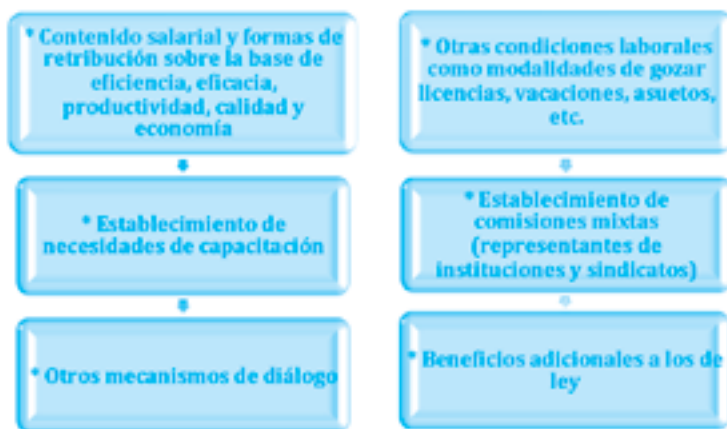 * Contenido salarial y formas de
retribución sobre la base de
eficiencia, eficacia,
productividad, calidad y
economía
* Establecimiento de
necesidades de capacitación
* Otros mecanismos de diálogo
* Otras condiciones laborales
como modalidades de gozar
licencias, vacaciones, asuetos,
etc.
* Establecimiento de
comisiones mixtas
(representantes de
instituciones y sindicatos)
* Beneficios adicionales a los de
ley